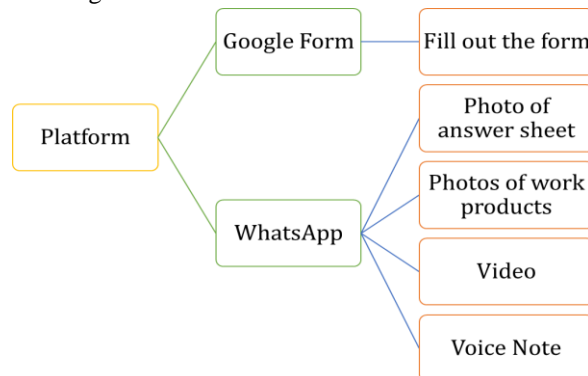 Google Form
Fill out the form
Platform
Photo of
answer sheet
Photos of work
products
WhatsApp
Video
Voice Note